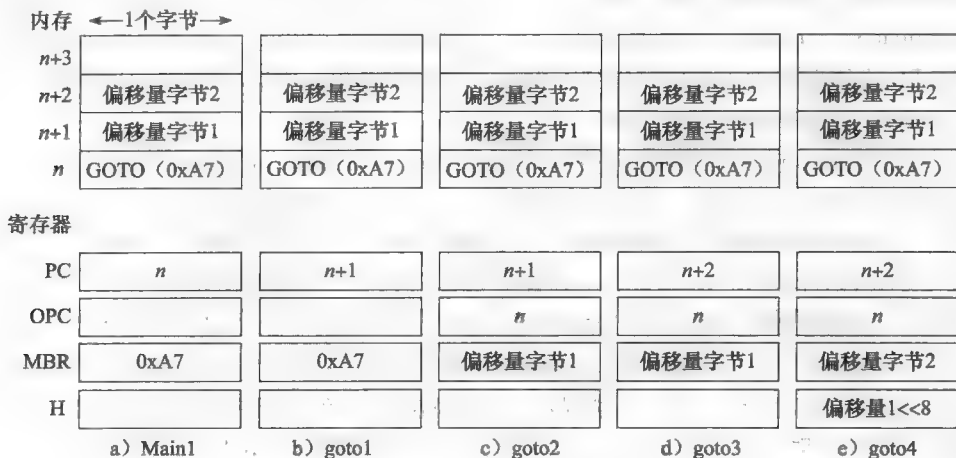 内存 1个字节
n+3
n+2 偏移量字节2 偏移量字节2 偏移量字节2 偏移量字节2 偏移量字节2
n+1 偏移量字节1 偏移量字节1 偏移量字节1 偏移量字节1 偏移量字节1
n GOTO（0xA7） GOTO（0xA7） GOTO（0xA7） GOTO（0xA7） GOTO（0xA7）
寄存器
PC n n+1 n+1 n+2 n+2
OPC n n n
MBR 0xA7 0xA7 偏移量字节1 偏移量字节1 偏移量字节2
H 偏移量1<<8
a）Main1 b）goto1 c）goto2 d）goto3 e）goto4